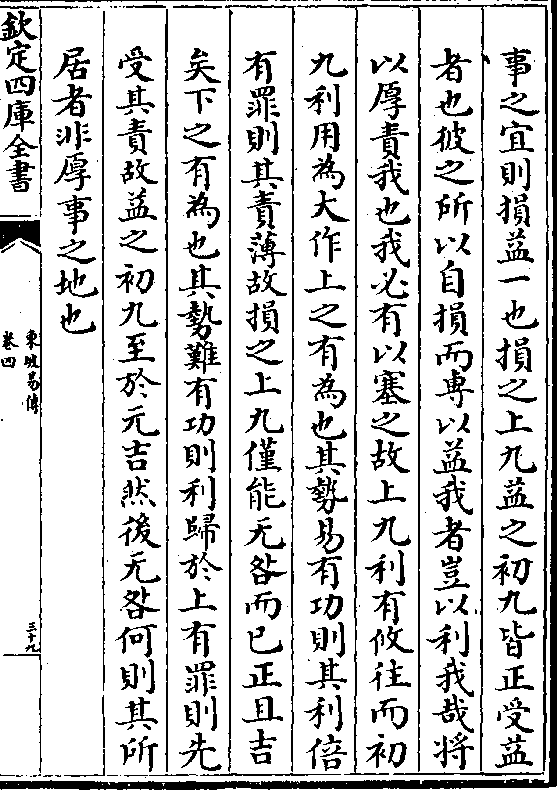 事之宜則損益一也損之上九益之初九皆正受益
者也彼之所以自損而専以益我者豈以利我哉将
以厚責我也我必有以塞之故上九利有攸往而初
九利用為大作上之有為也其勢易有功則其利倍
有罪則其責薄故損之上九僅能无咎而已正且吉
矣下之有為也其勢難有功則利歸於上有罪則先
受其責故益之初九至於元吉然後无咎何則其所
居者非厚事之地也
欽定四庫全書
東坡易傳
卷四
三十九